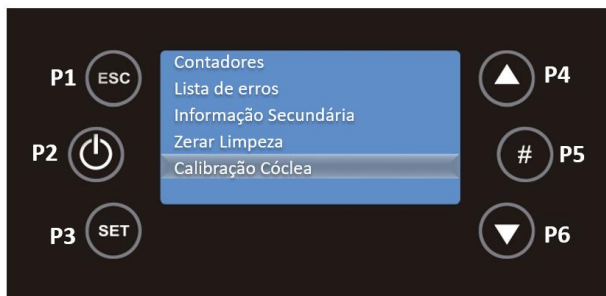 P1 ESC
P2
P3 SET
Contadores
Lista de erros
Informação Secundária
Zerar Limpeza
Calibração Cóclea
P4
# P5
P6